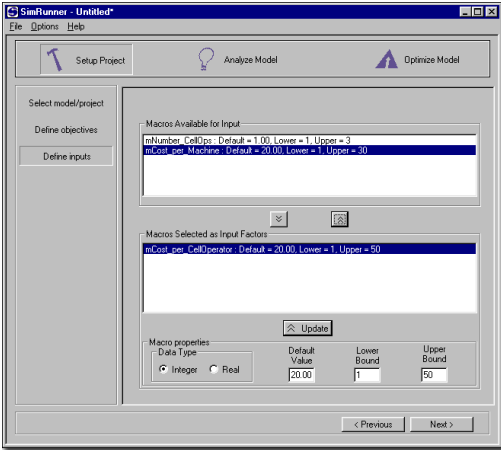 SimRunner - Untitled*
File Options Help
Setup Project
Analyze Model
Optimize Model
Select model/project
Define objectives
Define inputs
Macros Available for Input
mNumber_CellOps : Default = 1.00, Lower = 1, Upper = 3
mCost_per_Machine : Default = 20.00, Lower = 1, Upper = 30
Macros Selected as Input Factors
mCost_per_CellOperator : Default = 20.00, Lower = 1, Upper = 50
Update
Macro properties
Data Type
Integer Real
Default Value
20.00
Lower Bound
1
Upper Bound
50
< Previous
Next >